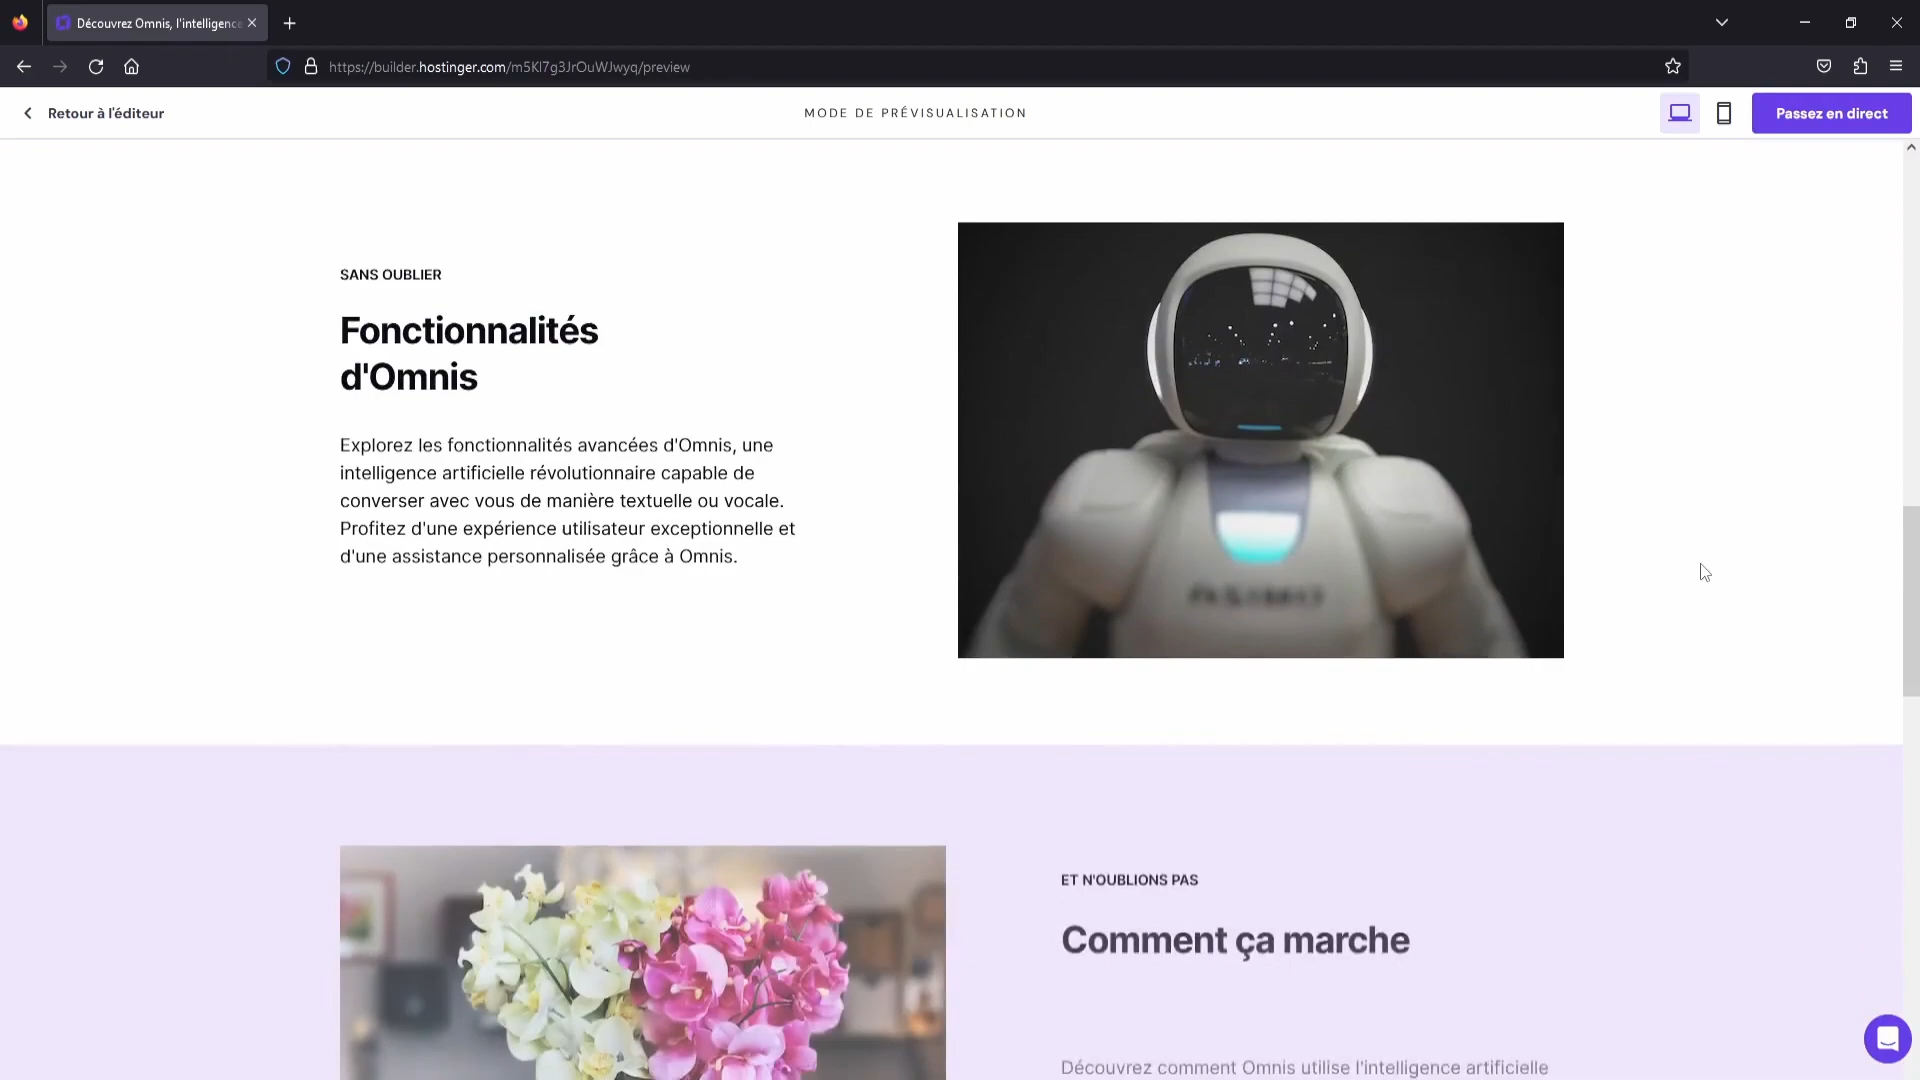 Découvrez Omnis, l'intelligence
https://builder.hostinger.com/m5Kl7g3JrOuWJwyq/preview
Retour à l'éditeur
MODE DE PRÉVISUALISATION
Passez en direct
SANS OUBLIER
Fonctionnalités
d'Omnis
Explorez les fonctionnalités avancées d'Omnis, une
intelligence artificielle révolutionnaire capable de
converser avec vous de manière textuelle ou vocale.
Profitez d'une expérience utilisateur exceptionnelle et
d'une assistance personnalisée grâce à Omnis.
ASIMO
ET N'OUBLIONS PAS
Comment ça marche
Découvrez comment Omnis utilise l'intelligence artificielle